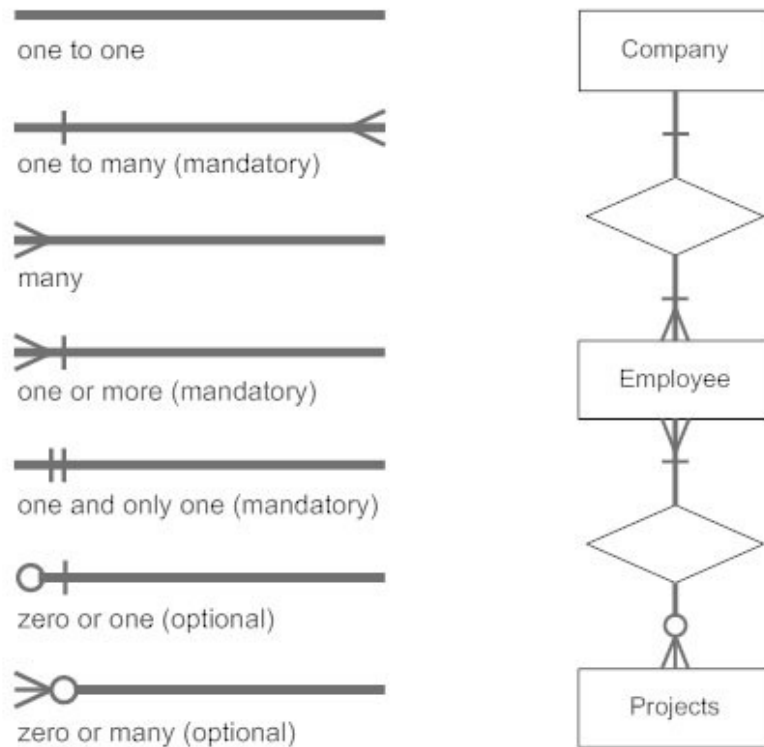 one to one
one to many (mandatory)
many
one or more (mandatory)
one and only one (mandatory)
zero or one (optional)
zero or many (optional)
Company
Employee
Projects